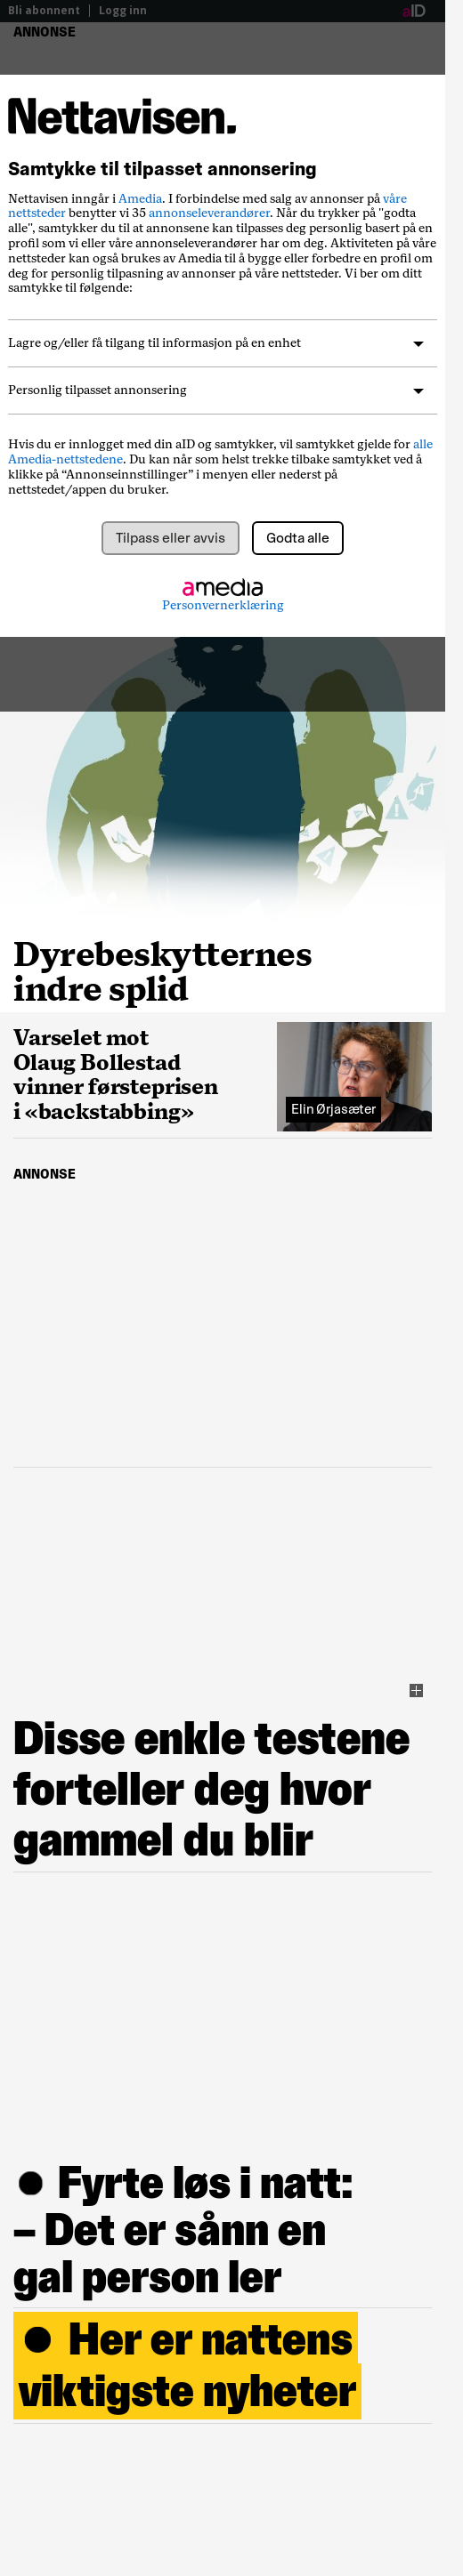 Bli abonnent
Logg inn
aID
ANNONSE
Nettavisen.
Samtykke til tilpasset annonsering
Nettavisen inngår i Amedia. I forbindelse med salg av annonser på våre
nettsteder benytter vi 35 annonseleverandører. Når du trykker på "godta
alle", samtykker du til at annonsene kan tilpasses deg personlig basert på en
profil som vi eller våre annonseleverandører har om deg. Aktiviteten på våre
nettsteder kan også brukes av Amedia til å bygge eller forbedre en profil om
deg for personlig tilpasning av annonser på våre nettsteder. Vi ber om ditt
samtykke til følgende:
Lagre og/eller få tilgang til informasjon på en enhet
Personlig tilpasset annonsering
Hvis du er innlogget med din aID og samtykker, vil samtykket gjelde for alle
Amedia-nettstedene. Du kan når som helst trekke tilbake samtykket ved å
klikke på “Annonseinnstillinger” i menyen eller nederst på
nettstedet/appen du bruker.
Tilpass eller avvis
Godta alle
amedia
Personvernerklæring
Dyrebeskytternes
indre splid
Varselet mot
Olaug Bollestad
vinner førsteprisen
i «backstabbing»
Elin Ørjasæter
ANNONSE
Disse enkle testene
forteller deg hvor
gammel du blir
● Fyrte løs i natt:
– Det er sånn en
gal person ler
● Her er nattens
viktigste nyheter